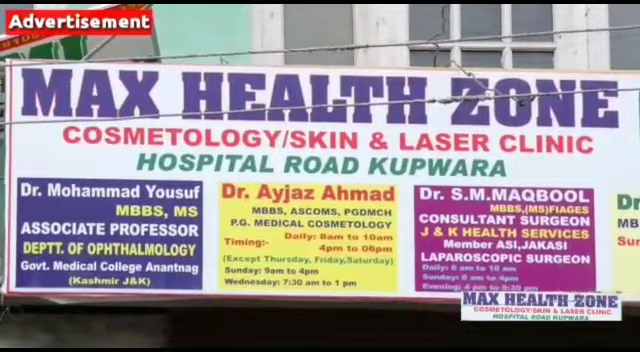 Advertisement
MAX HEALTH ZONE
COSMETOLOGY/SKIN & LASER CLINIC
HOSPITAL ROAD KUPWARA
Dr. Mohammad Yousuf
MBBS, MS
ASSOCIATE PROFESSOR
DEPTT. OF OPHTHALMOLOGY
Govt. Medical College Anantnag
(Kashmir J&K)
Dr. Ayjaz Ahmad
MBBS, ASCOMS, PGDMCH
P.G. MEDICAL COSMETOLOGY
Daily: 8am to 10am
Timing:-
4pm to 06pm
(Except Thursday, Friday,Saturday)
Sunday: 9am to 4pm
Wednesday: 7:30 am to 1 pm
Dr. S.M.MAQBOOL
MBBS,(MS)FIAGES
CONSULTANT SURGEON
J & K HEALTH SERVICES
Member ASI,JAKASI
LAPAROSCOPIC SURGEON
Daily: 8 am to 10 am
Sunday: 8 am to 4pm
Evening: 4 pm to 5:30 pm
Dr
MBB
Sur
MAX HEALTH ZONE
COSMETOLOGY/SKIN & LASER CLINIC
HOSPITAL ROAD KUPWARA